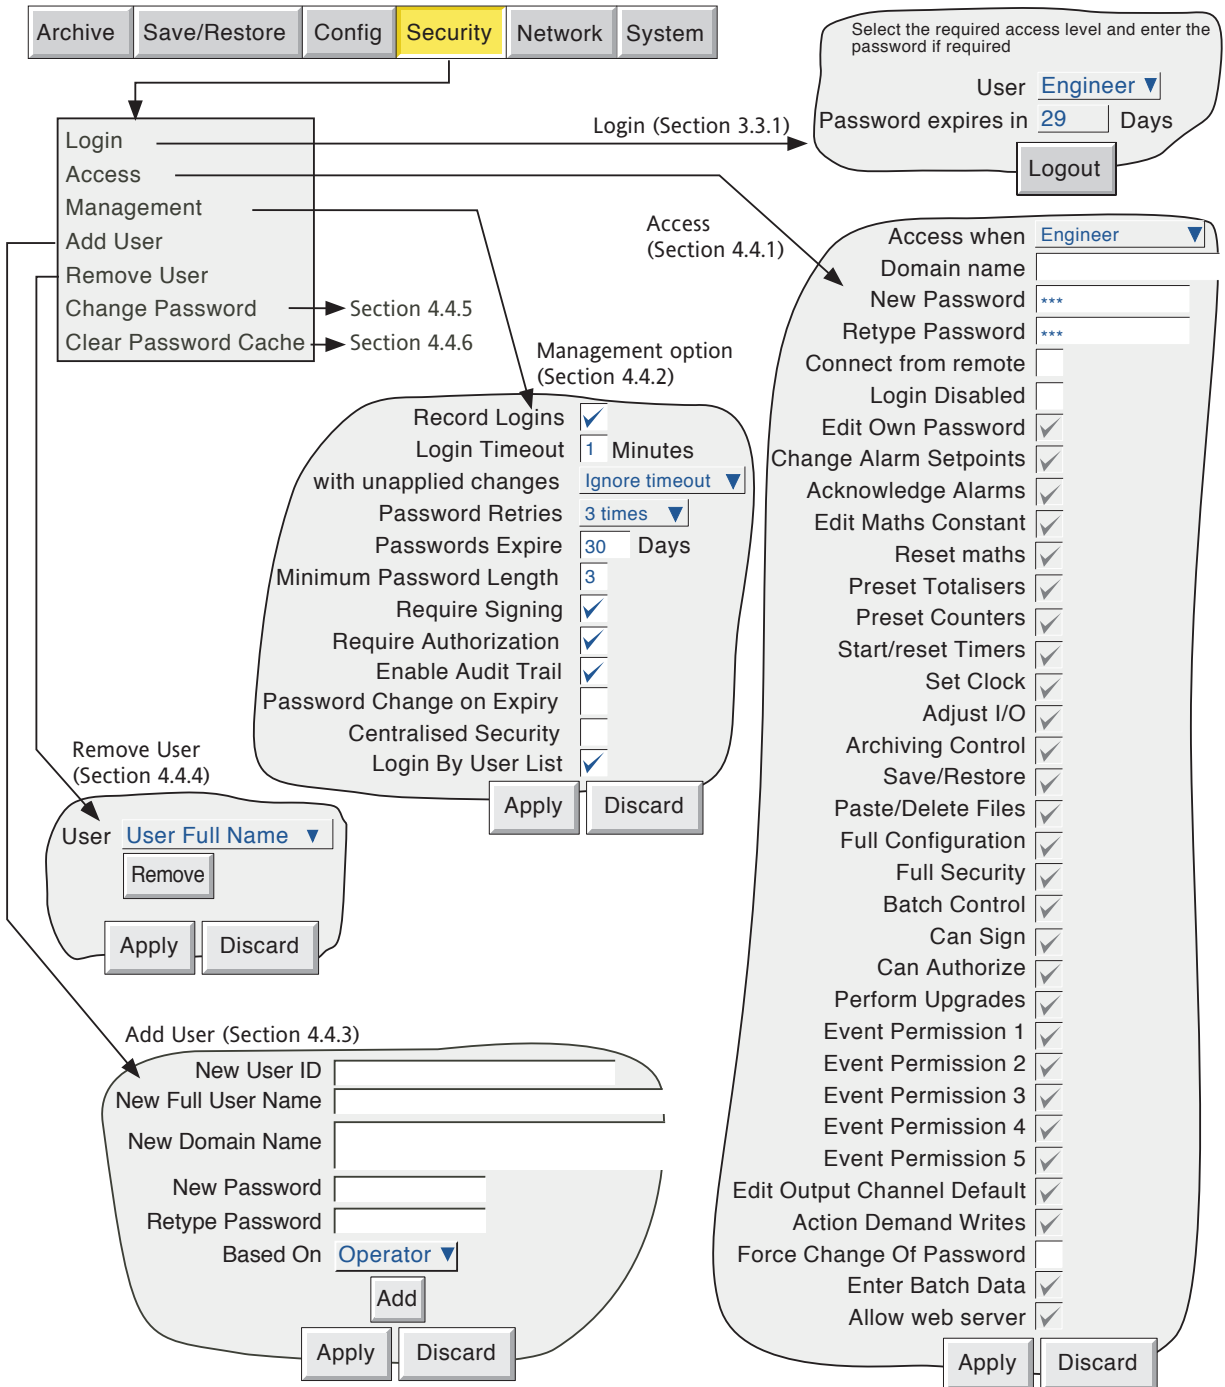 Archive Save/Restore Config Security Network System
Select the required access level and enter the
password if required
User Engineer
Password expires in 29 Days
Logout
Login
Access
Management
Add User
Remove User
Change Password
Clear Password Cache
Login (Section 3.3.1)
Section 4.4.5
Section 4.4.6
Access
(Section 4.4.1)
Access when Engineer
Domain name
New Password ***
Retype Password ***
Connect from remote
Login Disabled
Edit Own Password
Change Alarm Setpoints
Acknowledge Alarms
Edit Maths Constant
Reset maths
Preset Totalisers
Preset Counters
Start/reset Timers
Set Clock
Adjust I/O
Archiving Control
Save/Restore
Paste/Delete Files
Full Configuration
Full Security
Batch Control
Can Sign
Can Authorize
Perform Upgrades
Event Permission 1
Event Permission 2
Event Permission 3
Event Permission 4
Event Permission 5
Edit Output Channel Default
Action Demand Writes
Force Change Of Password
Enter Batch Data
Allow web server
Apply Discard
Management option
(Section 4.4.2)
Record Logins
Login Timeout 1 Minutes
with unapplied changes Ignore timeout
Password Retries 3 times
Passwords Expire 30 Days
Minimum Password Length 3
Require Signing
Require Authorization
Enable Audit Trail
Password Change on Expiry
Centralised Security
Login By User List
Apply Discard
Remove User
(Section 4.4.4)
User User Full Name
Remove
Apply Discard
Add User (Section 4.4.3)
New User ID
New Full User Name
New Domain Name
New Password
Retype Password
Based On Operator
Add
Apply Discard